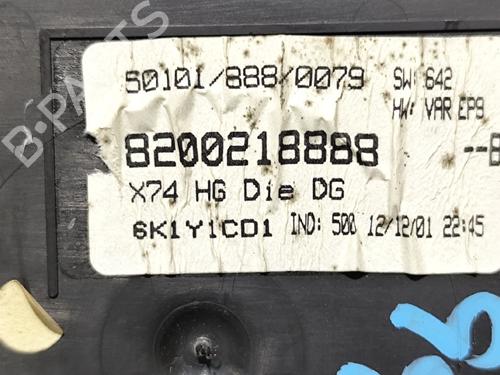 B-PARTS
50101/888/0079 SW: 642
HW: VAR EP9
8200218888
X74 HG Die DG
6K1Y1CD1 IND: 500 12/12/01 22:45